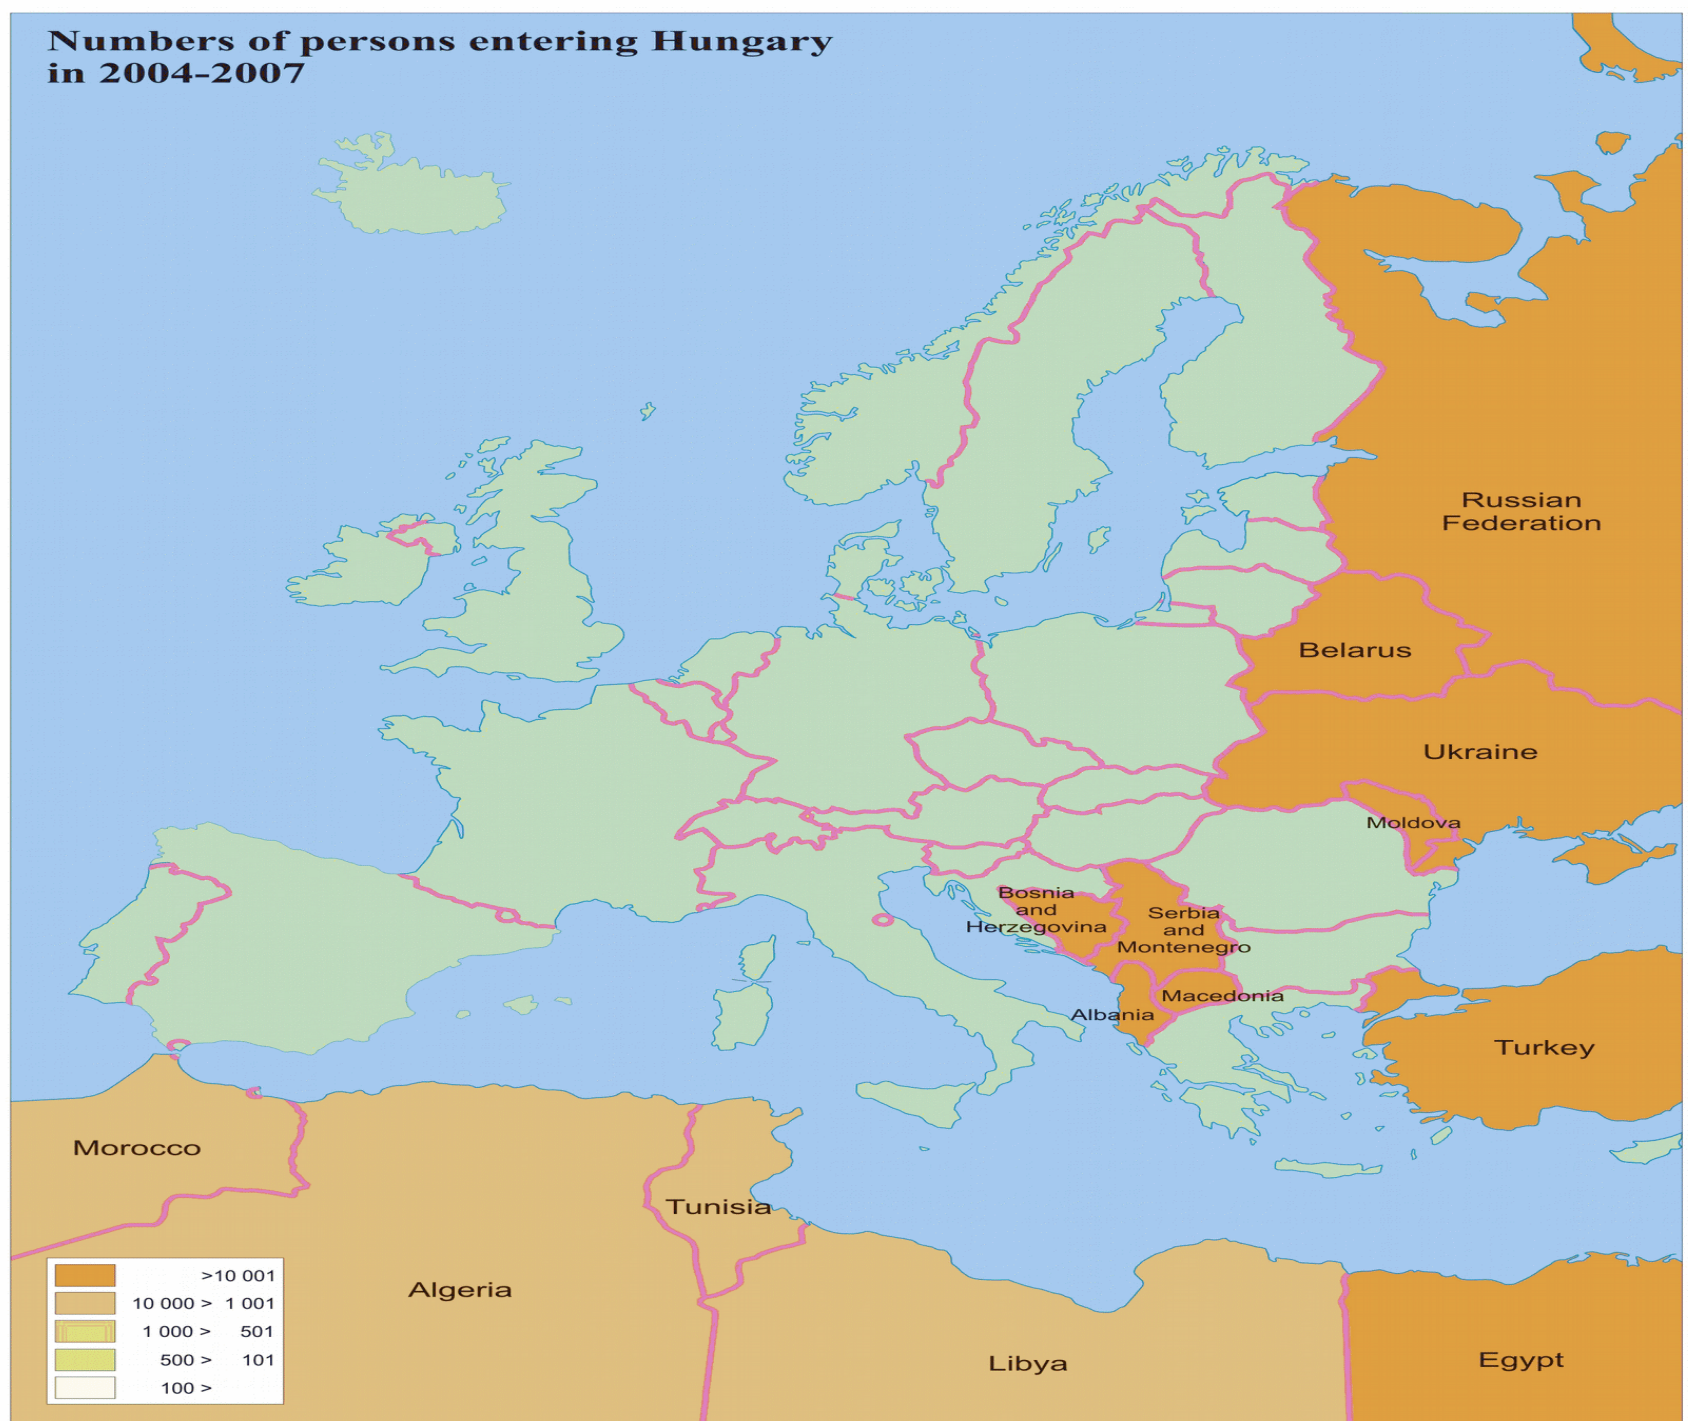 Numbers of persons entering Hungary
in 2004-2007
Russian
Federation
Belarus
Ukraine
Moldova
Bosnia
and
Herzegovina
Serbia
and
Montenegro
Macedonia
Albania
Turkey
Morocco
Tunisia
Algeria
Libya
Egypt
>10 001
10 000 > 1 001
1 000 > 501
500 > 101
100 >